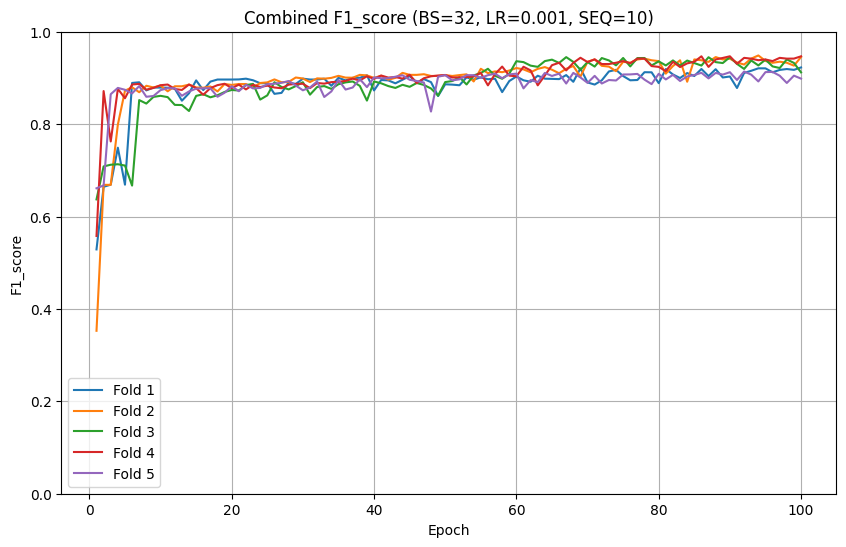 Combined F1_score (BS=32, LR=0.001, SEQ=10)
F1_score
1.0
0.8
0.6
0.4
0.2
0.0
Fold 1
Fold 2
Fold 3
Fold 4
Fold 5
0 20 40 60 80 100
Epoch